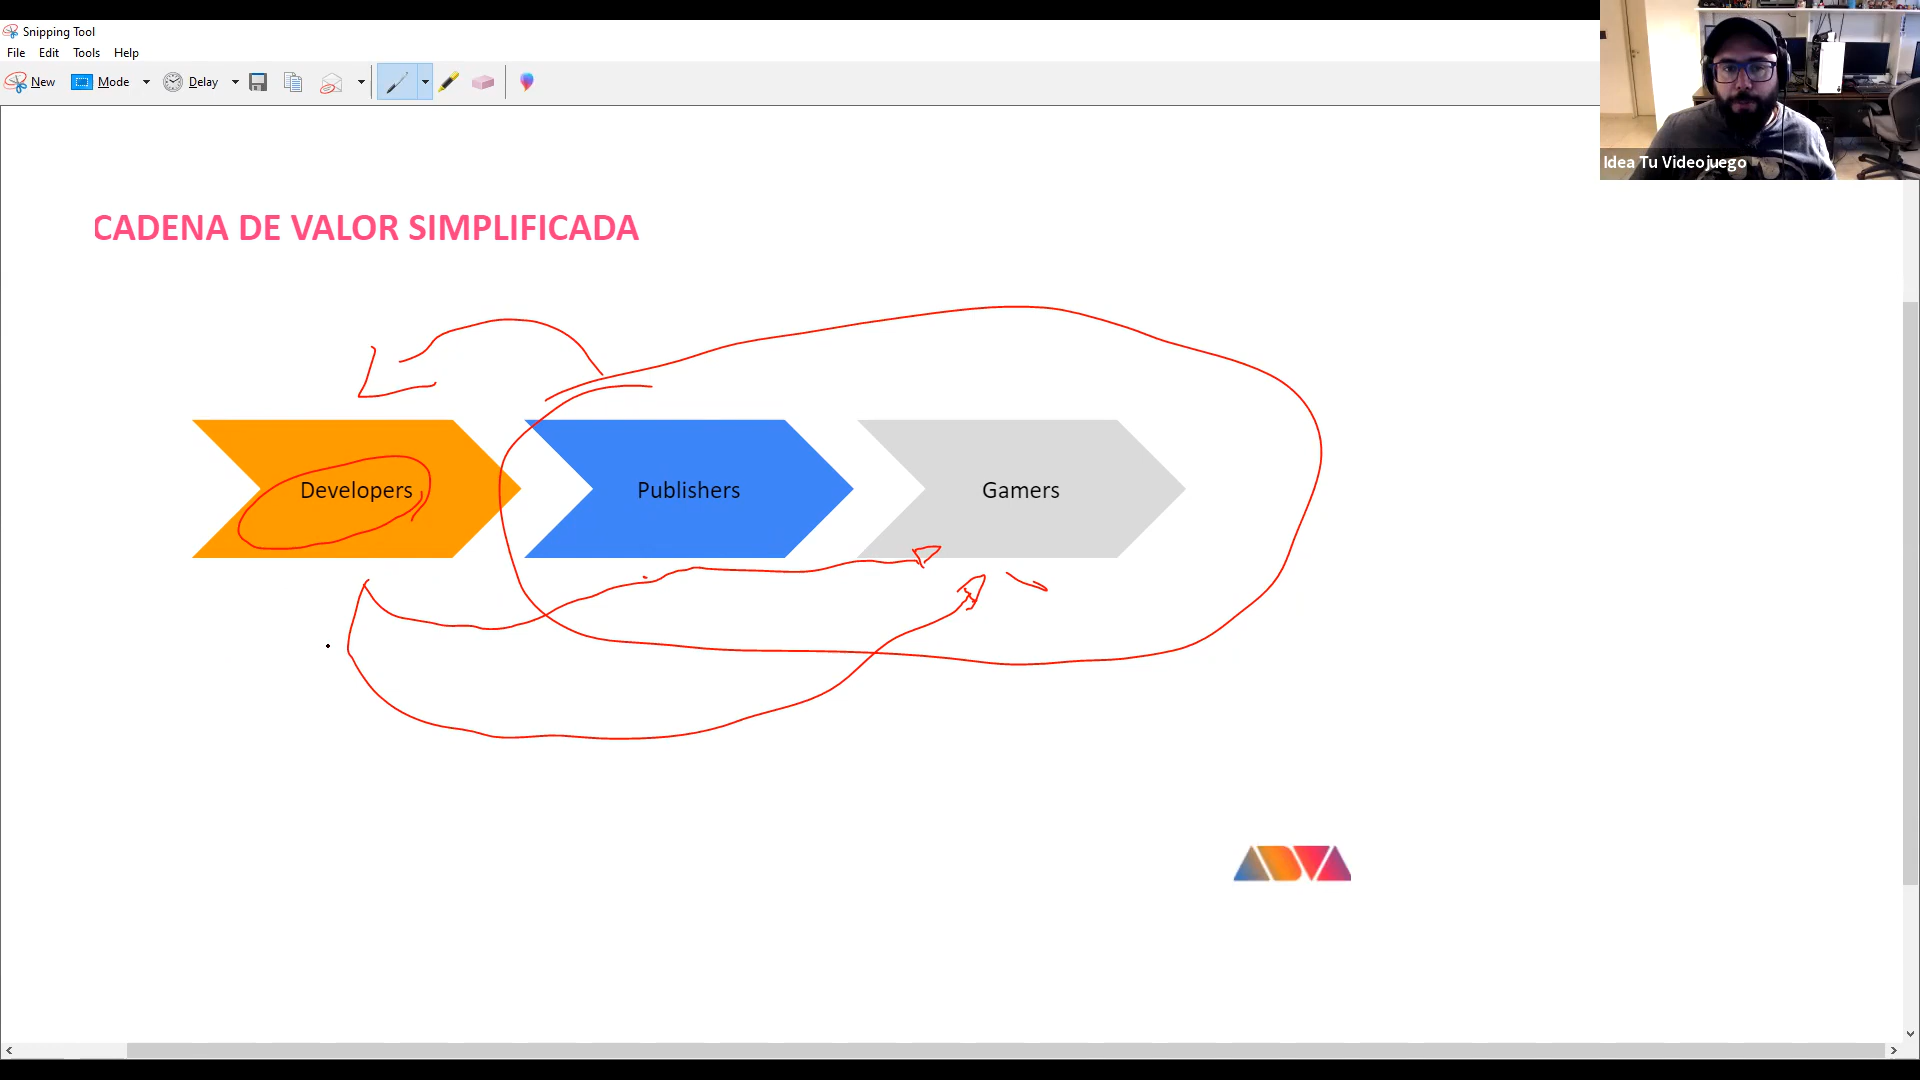 Snipping Tool
File Edit Tools Help
New Mode Delay
Idea Tu Videojuego
CADENA DE VALOR SIMPLIFICADA
Developers Publishers Gamers
ADVA